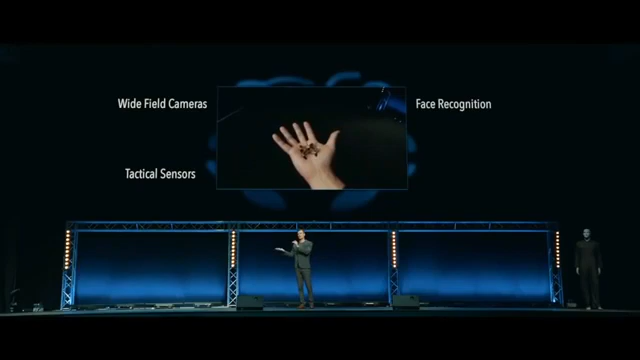 Wide Field Cameras
Face Recognition
Tactical Sensors